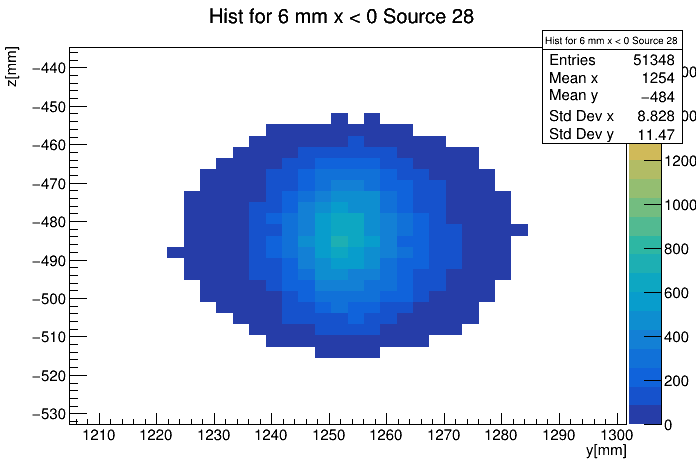 Hist for 6 mm x < 0 Source 28
z[mm]
Hist for 6 mm x < 0 Source 28
Entries 51348
Mean x 1254
Mean y −484
Std Dev x 8.828
Std Dev y 11.47
−440
−450
−460
−470
−480
−490
−500
−510
−520
−530
1210 1220 1230 1240 1250 1260 1270 1280 1290 1300
y[mm]
1200
1000
800
600
400
200
0